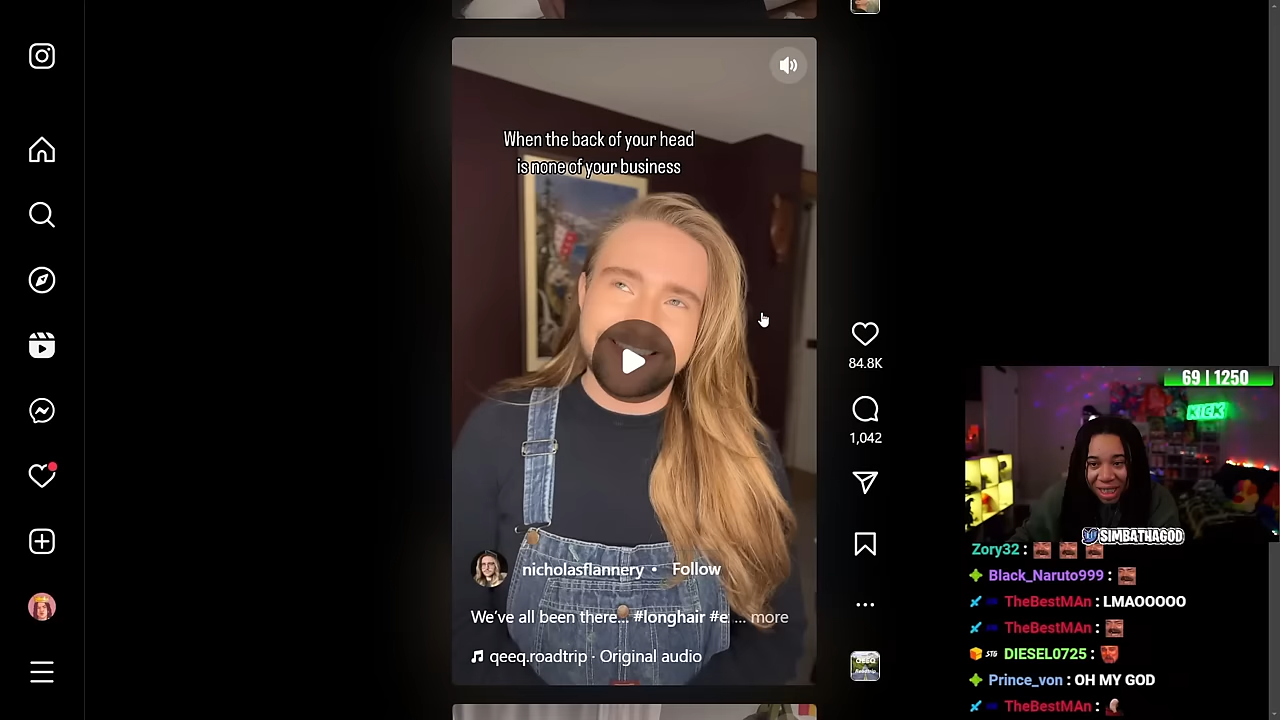 When the back of your head
is none of your business
84.8K
1,042
nicholasflannery • Follow
We've all been there... #longhair #e ... more
qeeq.roadtrip · Original audio
69 | 1250
KICK
SIMBATHAGOD
Zory32 :
Black_Naruto999 :
TheBestMAn : LMAOOOOO
TheBestMAn :
DIESEL0725 :
Prince_von : OH MY GOD
TheBestMAn :